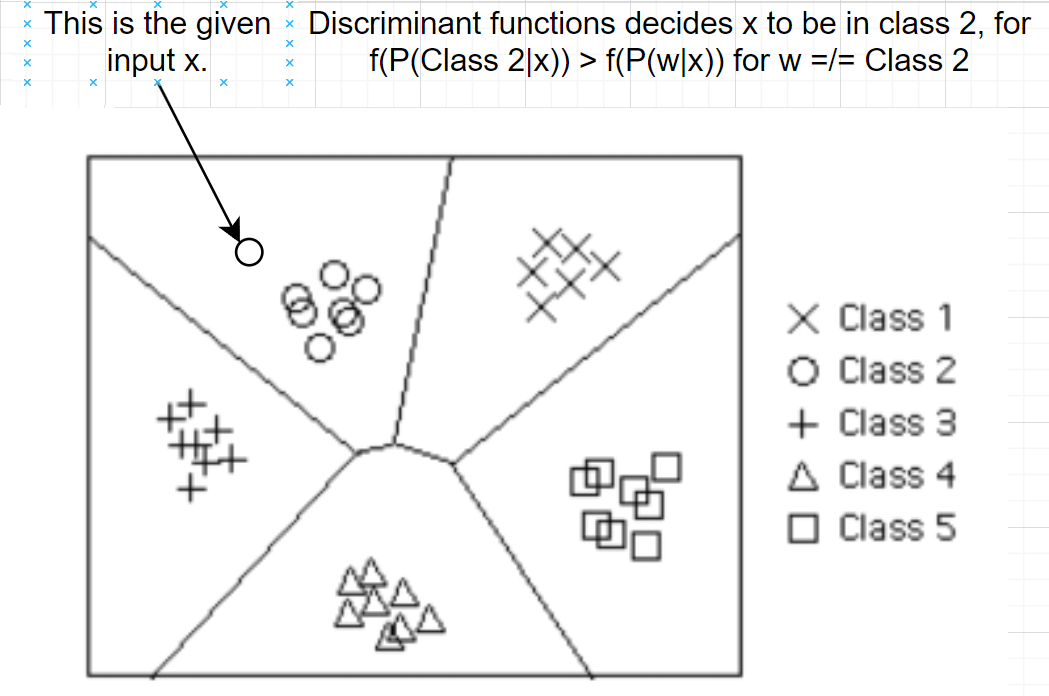 This is the given
input x.
Discriminant functions decides x to be in class 2, for
f(P(Class 2|x)) > f(P(w|x)) for w =/= Class 2
Class 1
Class 2
Class 3
Class 4
Class 5